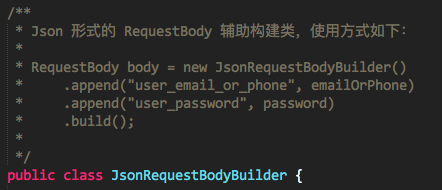 /**
 * Json 形式的 RequestBody 辅助构建类，使用方式如下：
 *
 * RequestBody body = new JsonRequestBodyBuilder()
 *     .append("user_email_or_phone", emailOrPhone)
 *     .append("user_password", password)
 *     .build();
 *
 */
public class JsonRequestBodyBuilder {